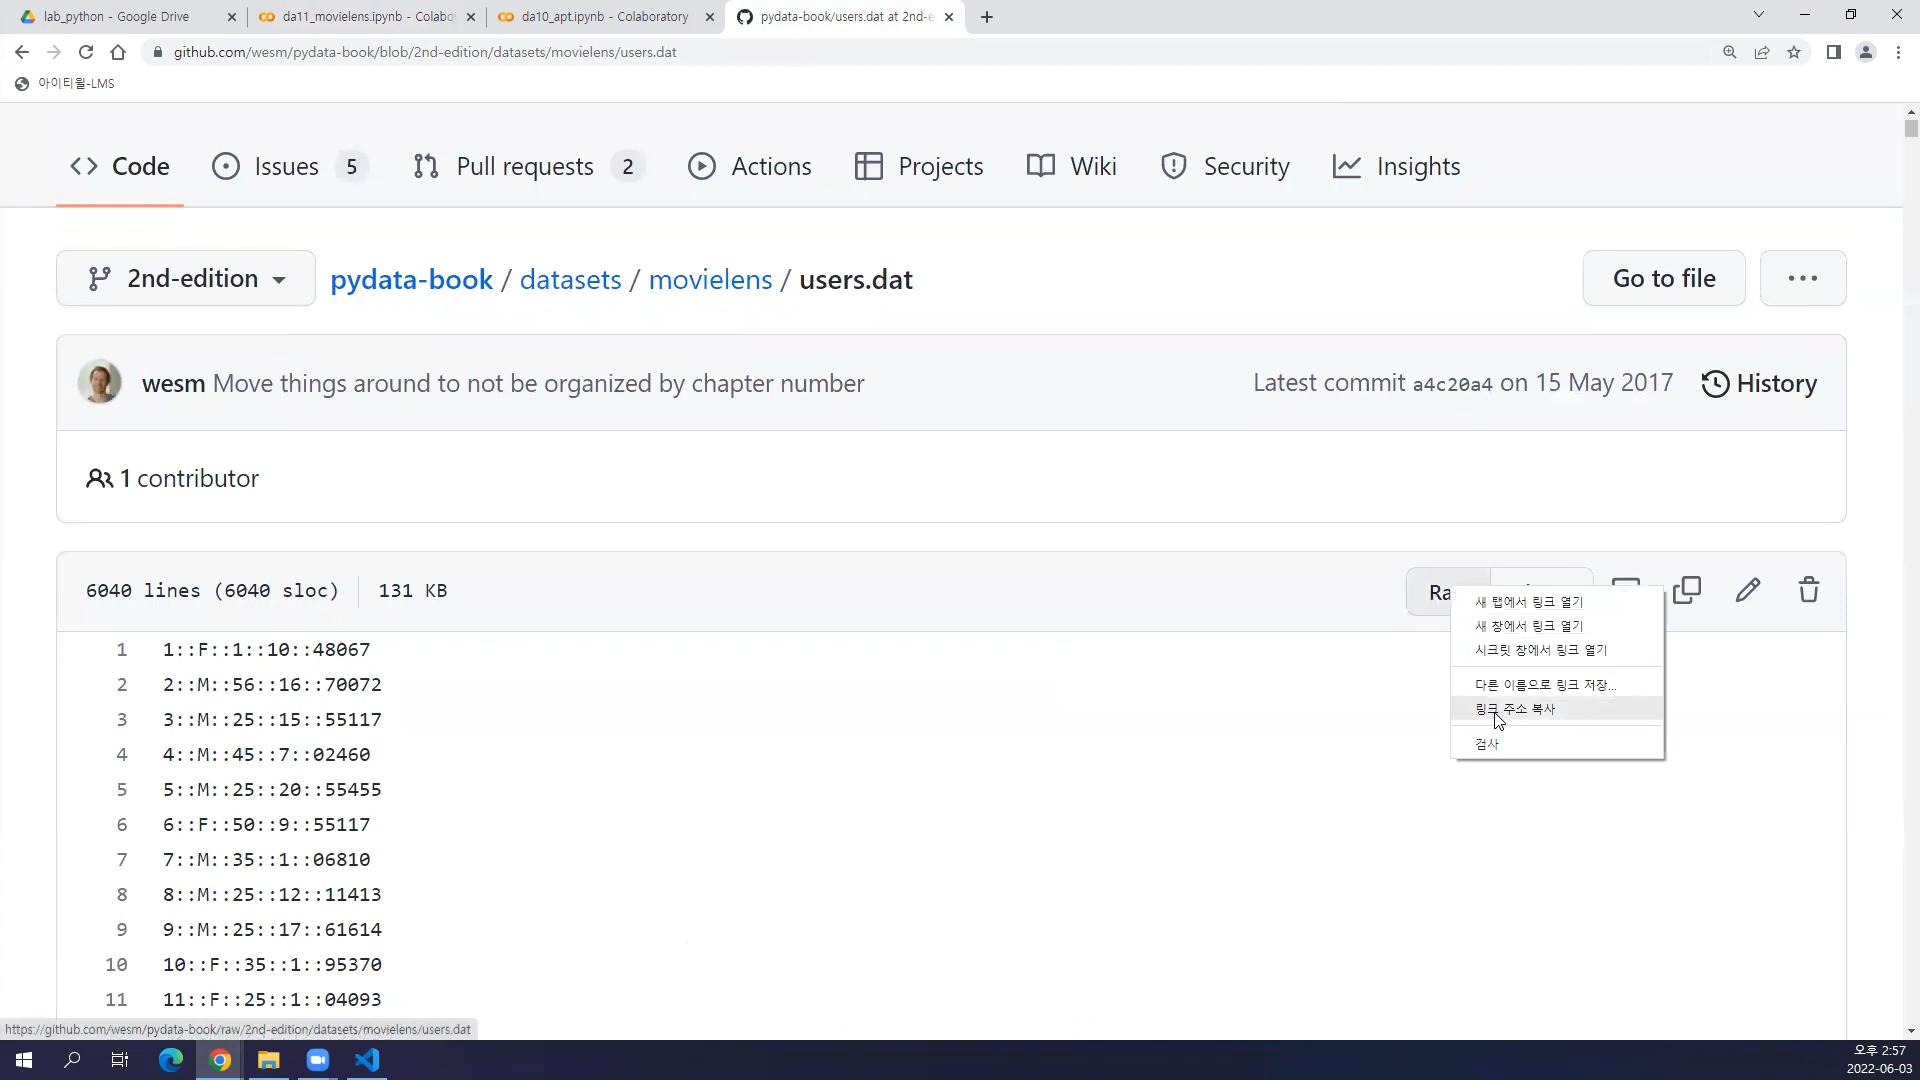 lab_python - Google Drive
da11_movielens.ipynb - Colabo
da10_apt.ipynb - Colaboratory
pydata-book/users.dat at 2nd-e
github.com/wesm/pydata-book/blob/2nd-edition/datasets/movielens/users.dat
아이티윌-LMS
Code
Issues 5
Pull requests 2
Actions
Projects
Wiki
Security
Insights
2nd-edition
pydata-book / datasets / movielens / users.dat
Go to file
wesm Move things around to not be organized by chapter number
Latest commit a4c20a4 on 15 May 2017
History
1 contributor
6040 lines (6040 sloc)
131 KB
Ra
새 탭에서 링크 열기
새 창에서 링크 열기
시크릿 창에서 링크 열기
다른 이름으로 링크 저장...
링크 주소 복사
검사
1 1::F::1::10::48067
2 2::M::56::16::70072
3 3::M::25::15::55117
4 4::M::45::7::02460
5 5::M::25::20::55455
6 6::F::50::9::55117
7 7::M::35::1::06810
8 8::M::25::12::11413
9 9::M::25::17::61614
10 10::F::35::1::95370
11 11::F::25::1::04093
https://github.com/wesm/pydata-book/raw/2nd-edition/datasets/movielens/users.dat
오후 2:57
2022-06-03